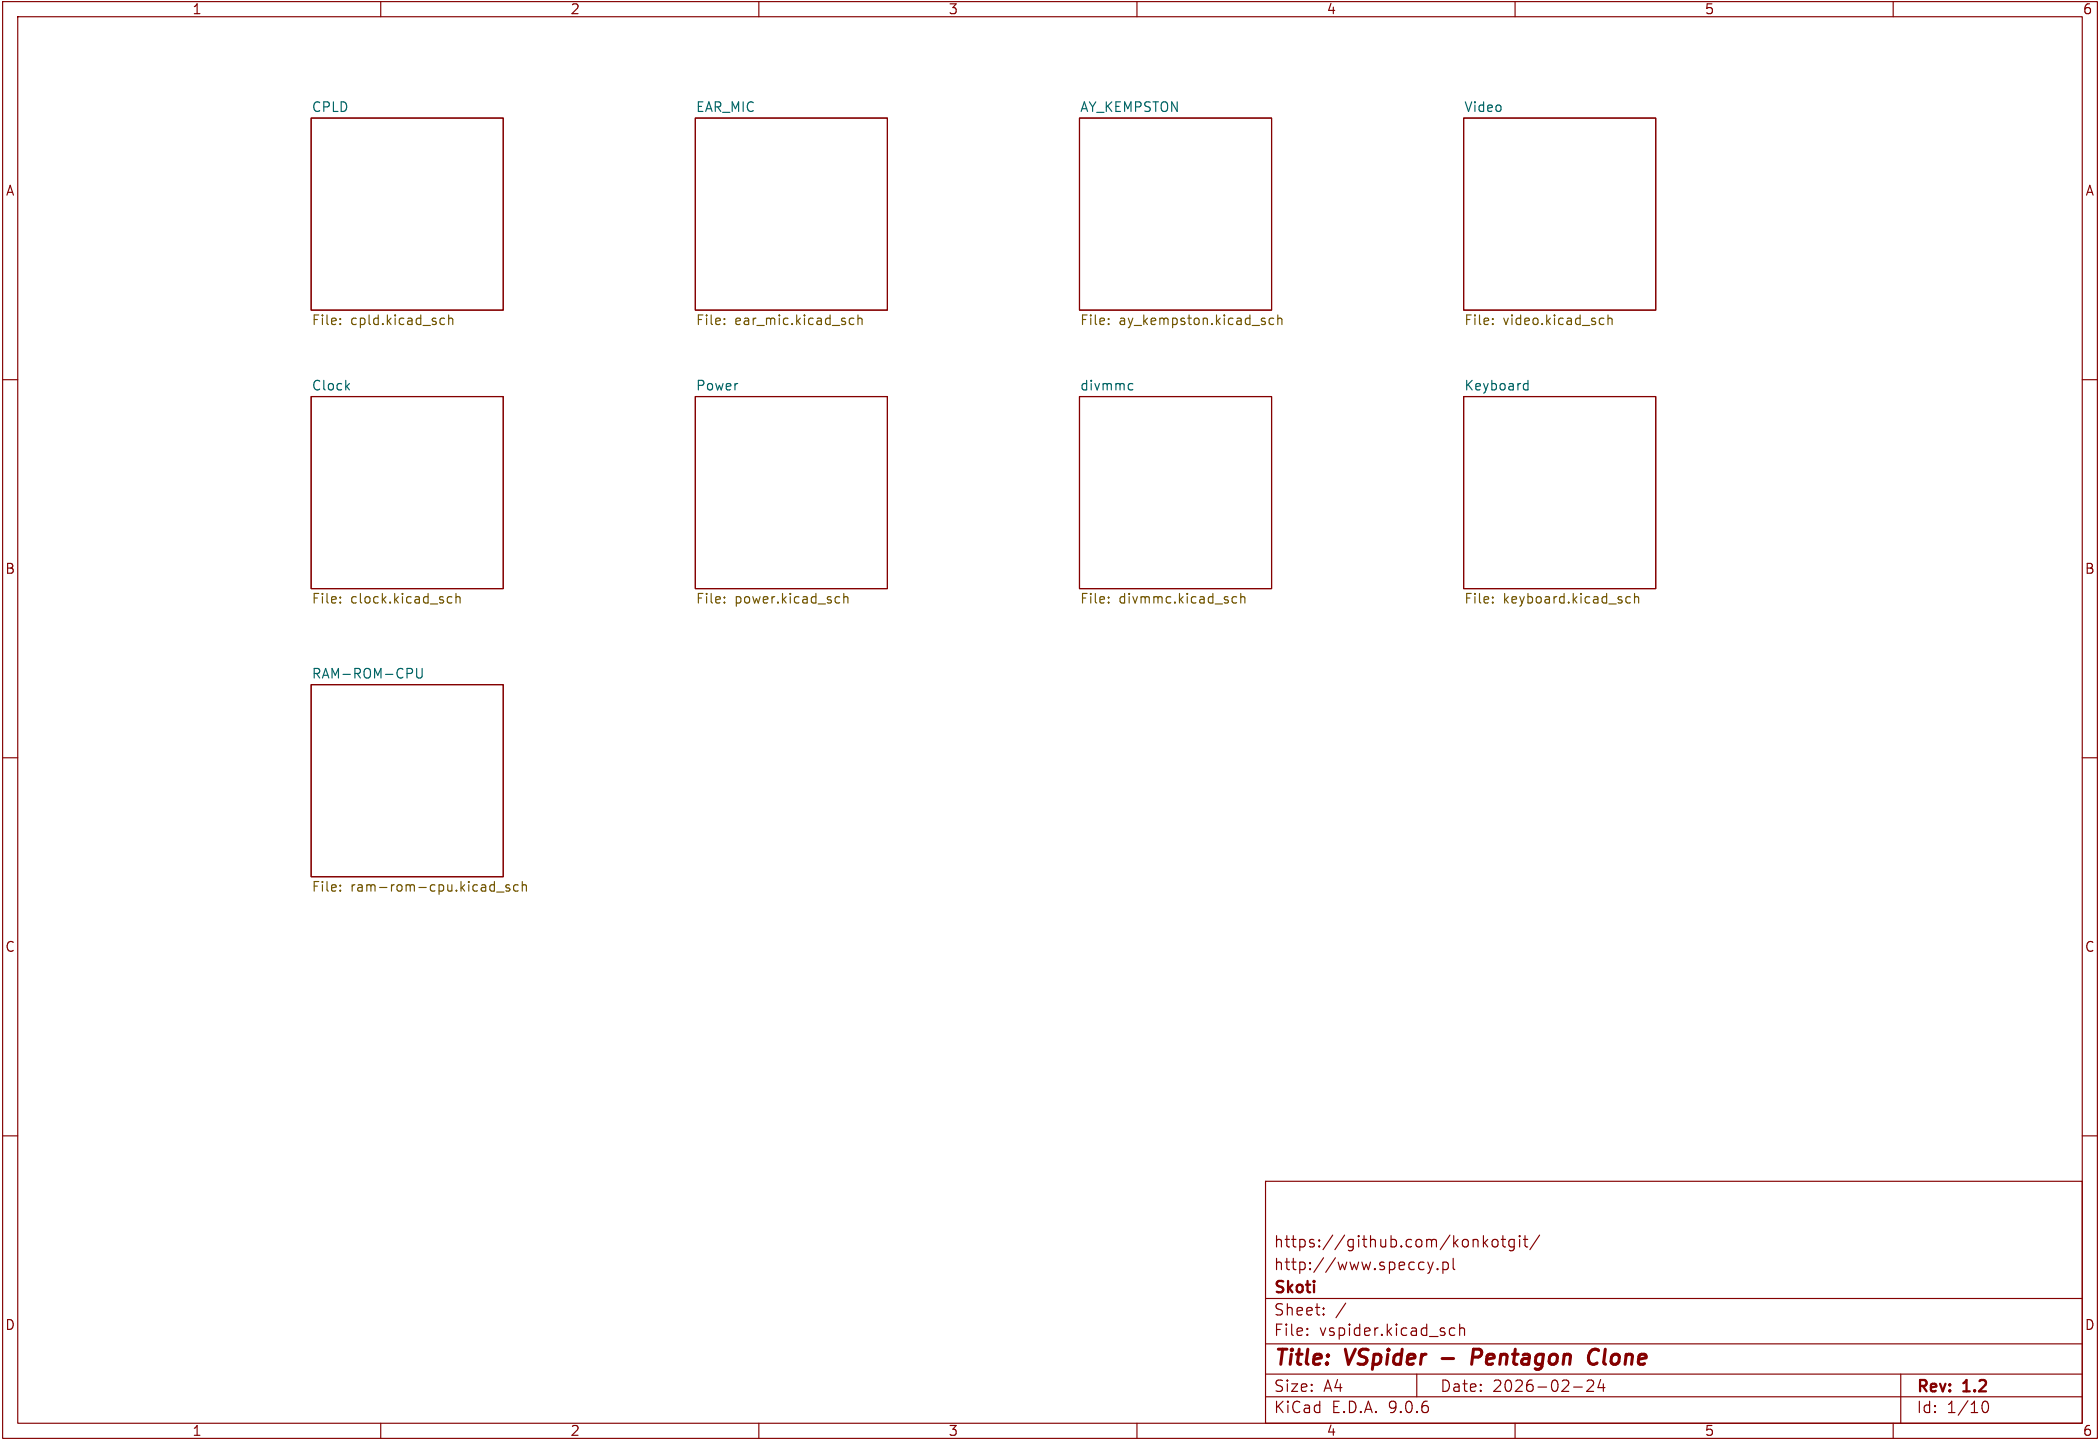 1 2 3 4 5 6
CPLD EAR_MIC AY_KEMPSTON Video
A A
File: cpld.kicad_sch File: ear_mic.kicad_sch File: ay_kempston.kicad_sch File: video.kicad_sch
Clock Power divmmc Keyboard
B B
File: clock.kicad_sch File: power.kicad_sch File: divmmc.kicad_sch File: keyboard.kicad_sch
RAM-ROM-CPU
File: ram-rom-cpu.kicad_sch
C C
https://github.com/konkotgit/
http://www.speccy.pl
Skoti
Sheet: /
D D
File: vspider.kicad_sch
Title: VSpider - Pentagon Clone
Size: A4 Date: 2026-02-24 Rev: 1.2
KiCad E.D.A. 9.0.6 Id: 1/10
1 2 3 4 5 6